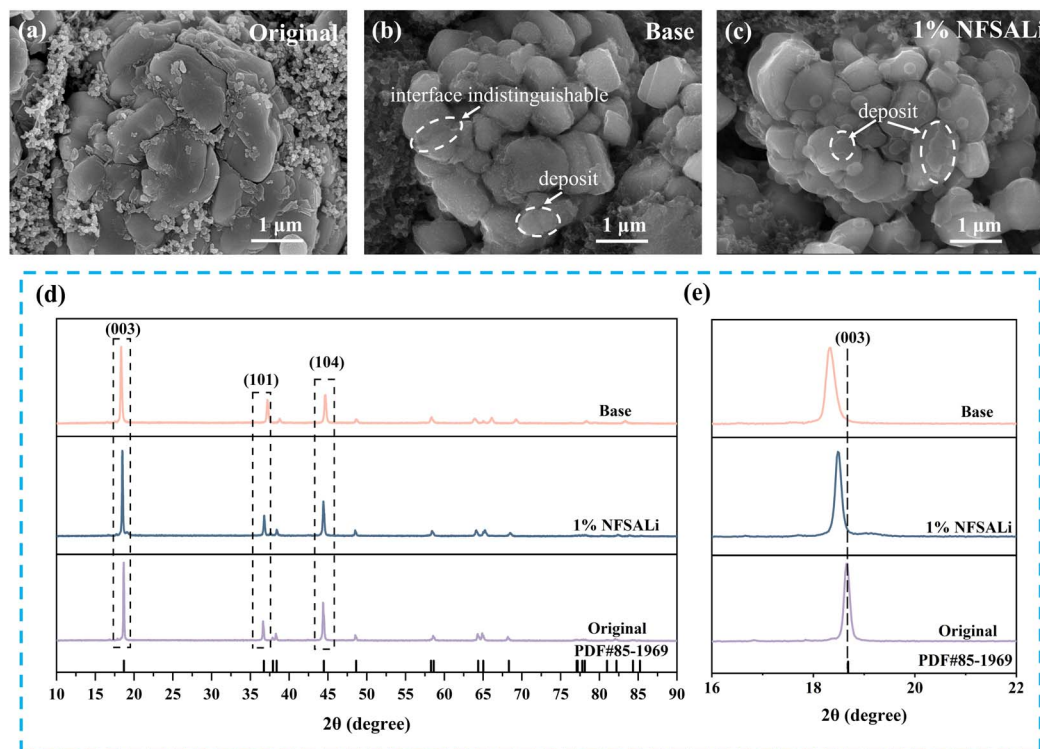 (a)
Original
1 μm
(b)
Base
interface indistinguishable
deposit
1 μm
(c)
1% NFSALi
deposit
1 μm
(d)
(003)
(101)
(104)
Base
1% NFSALi
Original
PDF#85-1969
10 15 20 25 30 35 40 45 50 55 60 65 70 75 80 85 90
2θ (degree)
(e)
(003)
Base
1% NFSALi
Original
PDF#85-1969
16 18 20 22
2θ (degree)